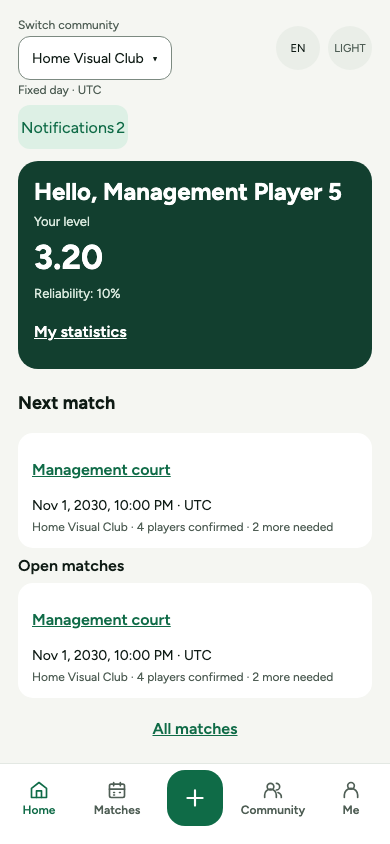 Switch community
Home Visual Club
EN
LIGHT
Fixed day · UTC
Notifications 2
Hello, Management Player 5
Your level
3.20
Reliability: 10%
My statistics
Next match
Management court
Nov 1, 2030, 10:00 PM · UTC
Home Visual Club · 4 players confirmed · 2 more needed
Open matches
Management court
Nov 1, 2030, 10:00 PM · UTC
Home Visual Club · 4 players confirmed · 2 more needed
All matches
Home
Matches
Community
Me